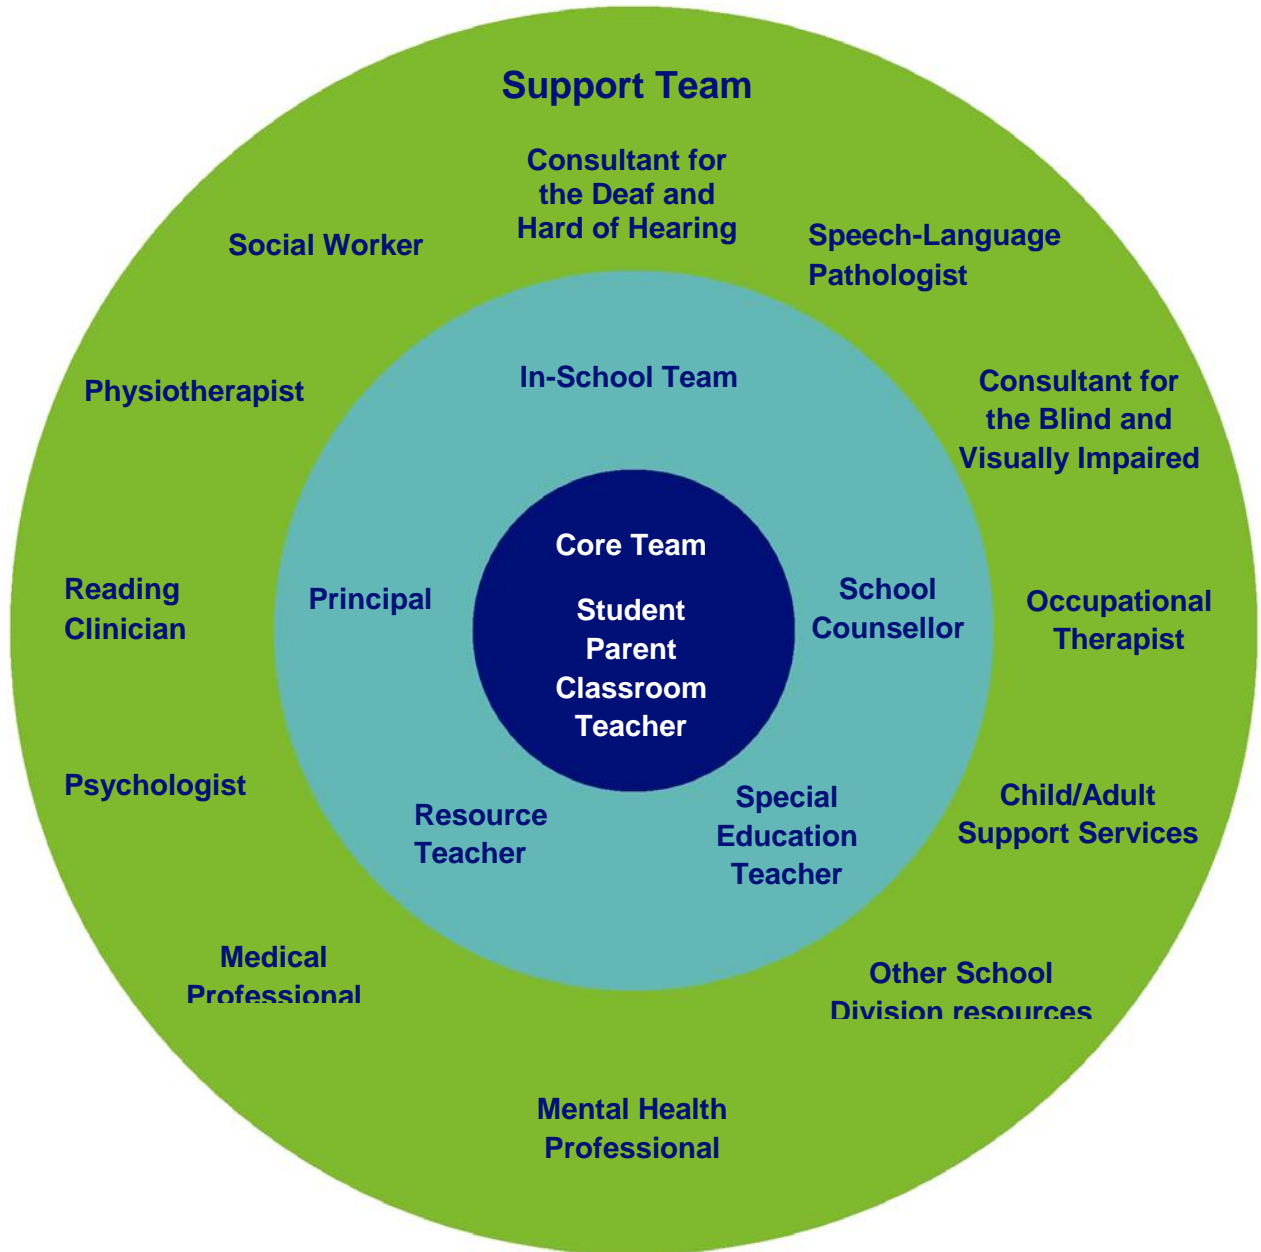 Support Team
Consultant for
the Deaf and
Hard of Hearing
Social Worker
Speech-Language
Pathologist
Physiotherapist
In-School Team
Consultant for
the Blind and
Visually Impaired
Core Team
Student
Parent
Classroom
Teacher
Reading
Clinician
Principal
School
Counsellor
Occupational
Therapist
Psychologist
Resource
Teacher
Special
Education
Teacher
Child/Adult
Support Services
Medical
Professional
Other School
Division resources
Mental Health
Professional